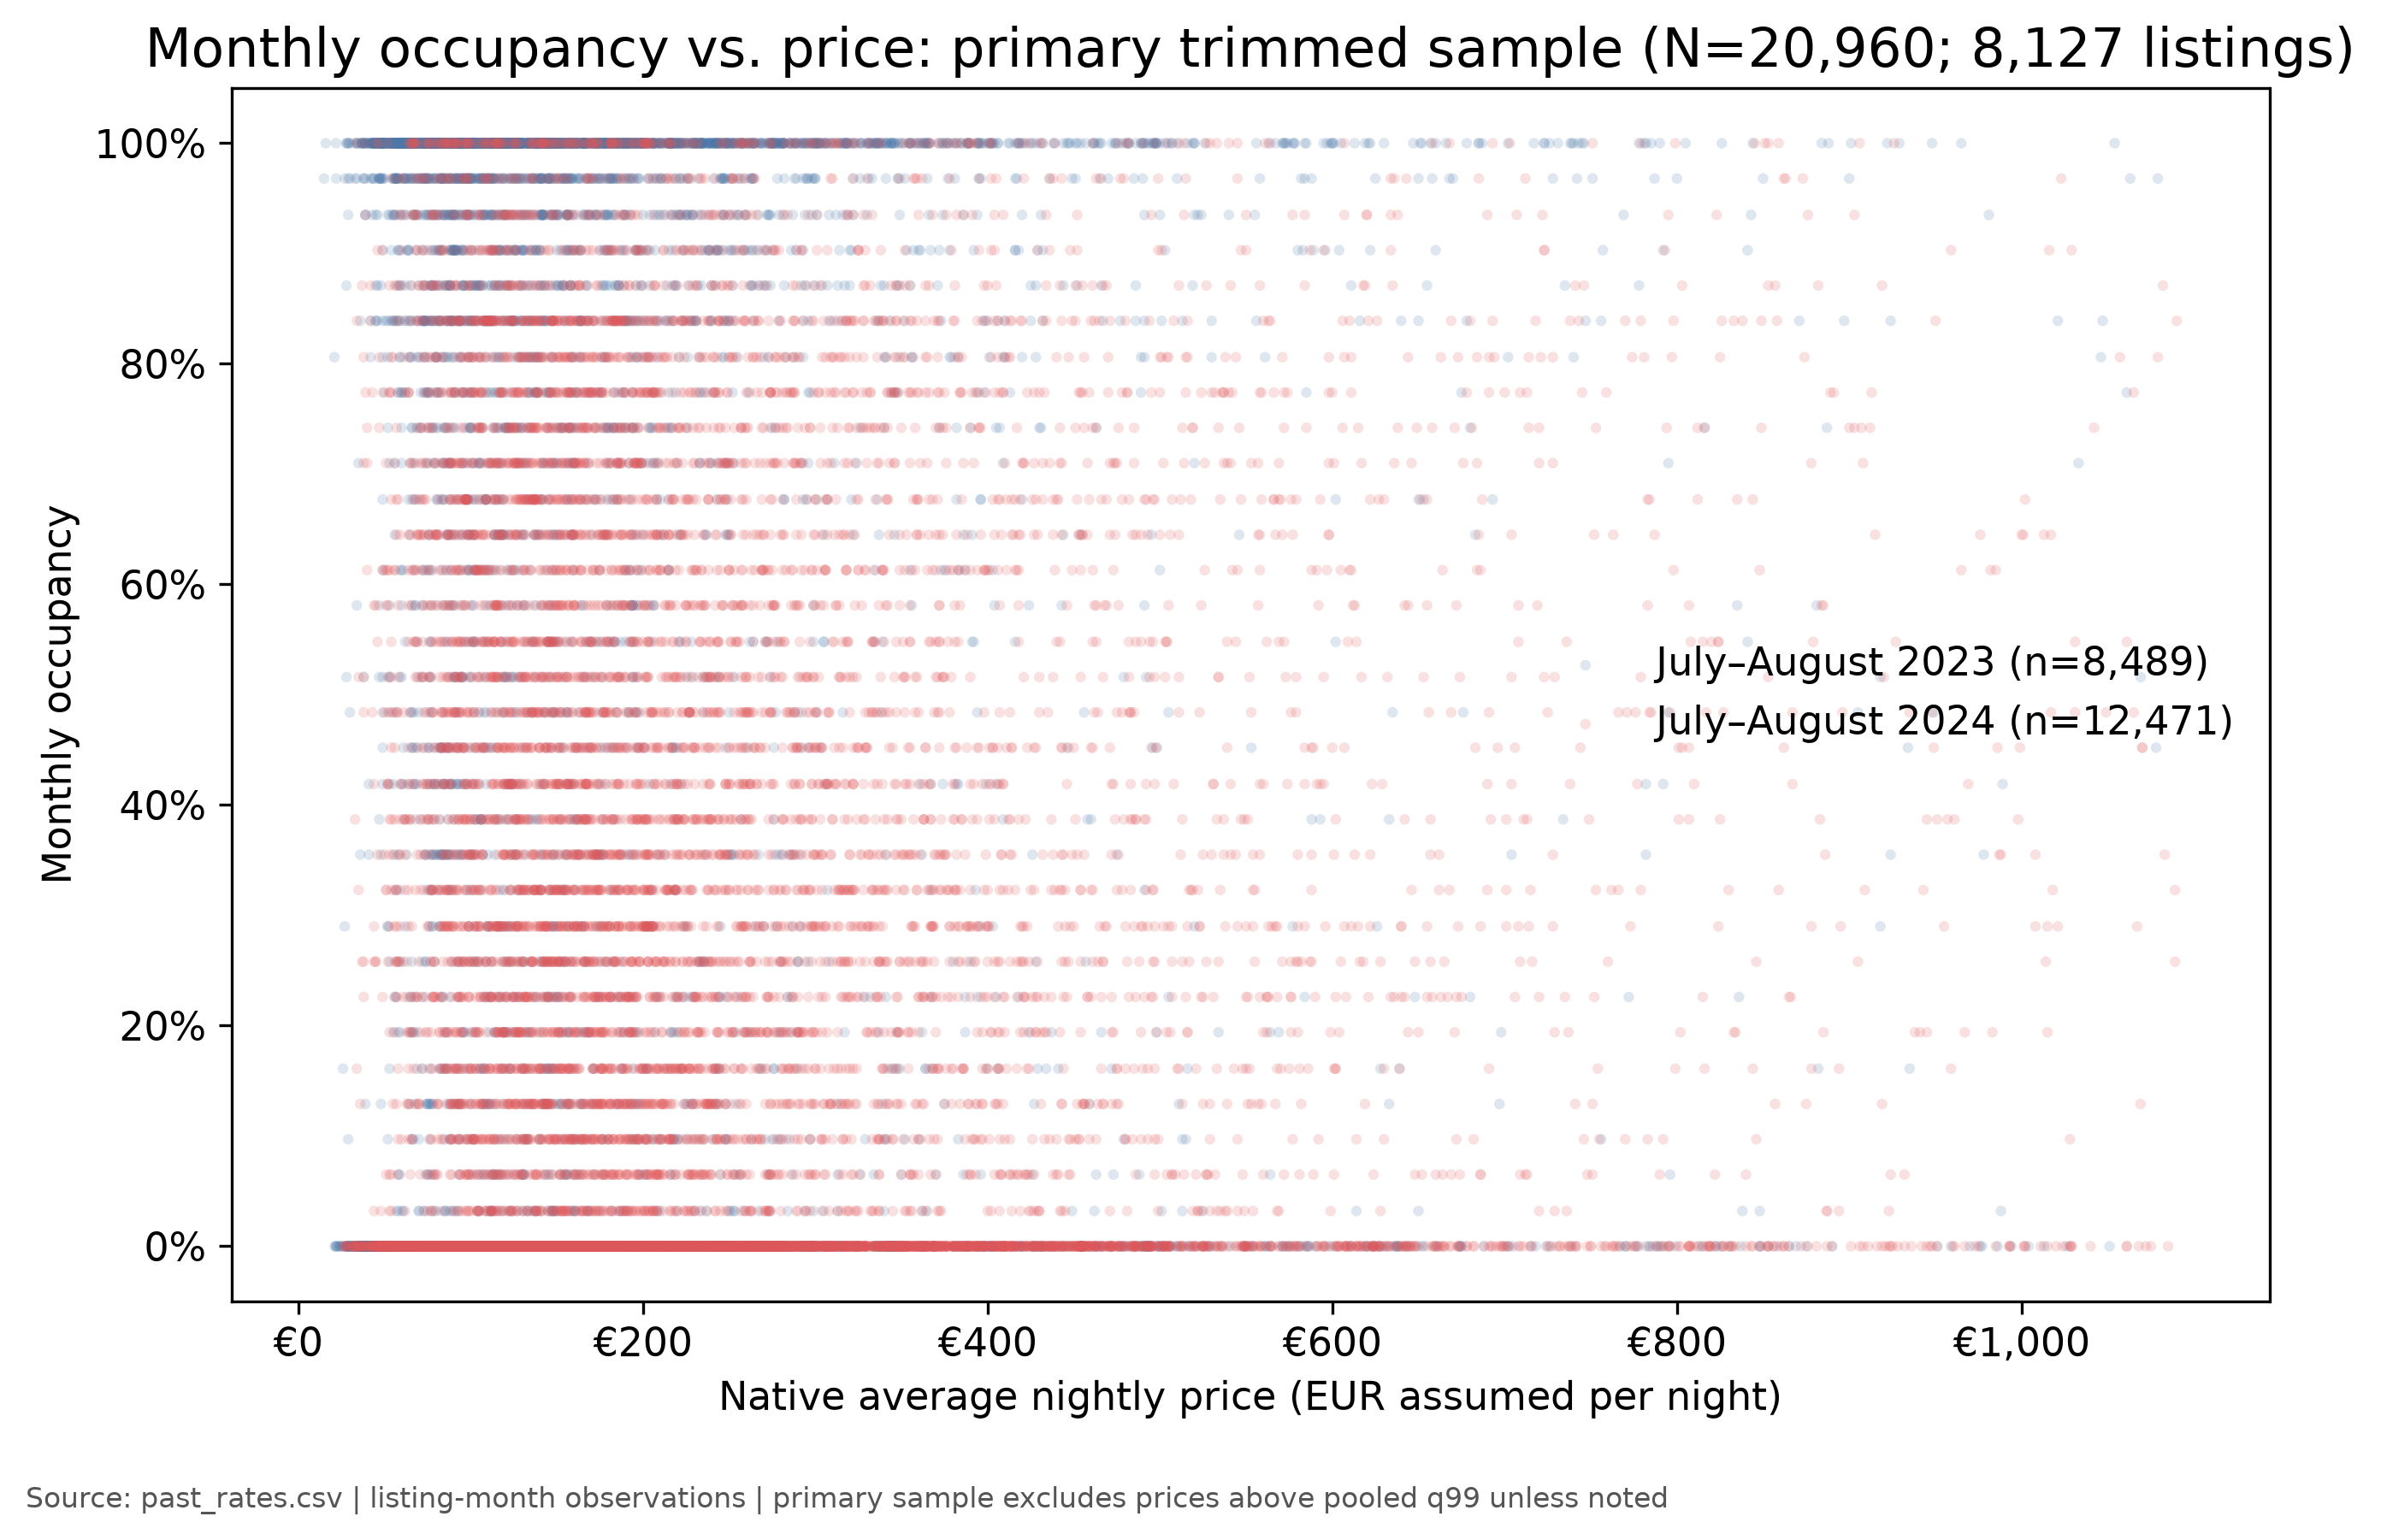 Monthly occupancy vs. price: primary trimmed sample (N=20,960; 8,127 listings)
Monthly occupancy
100%
80%
60%
40%
20%
0%
July–August 2023 (n=8,489)
July–August 2024 (n=12,471)
€0 €200 €400 €600 €800 €1,000
Native average nightly price (EUR assumed per night)
Source: past_rates.csv | listing-month observations | primary sample excludes prices above pooled q99 unless noted